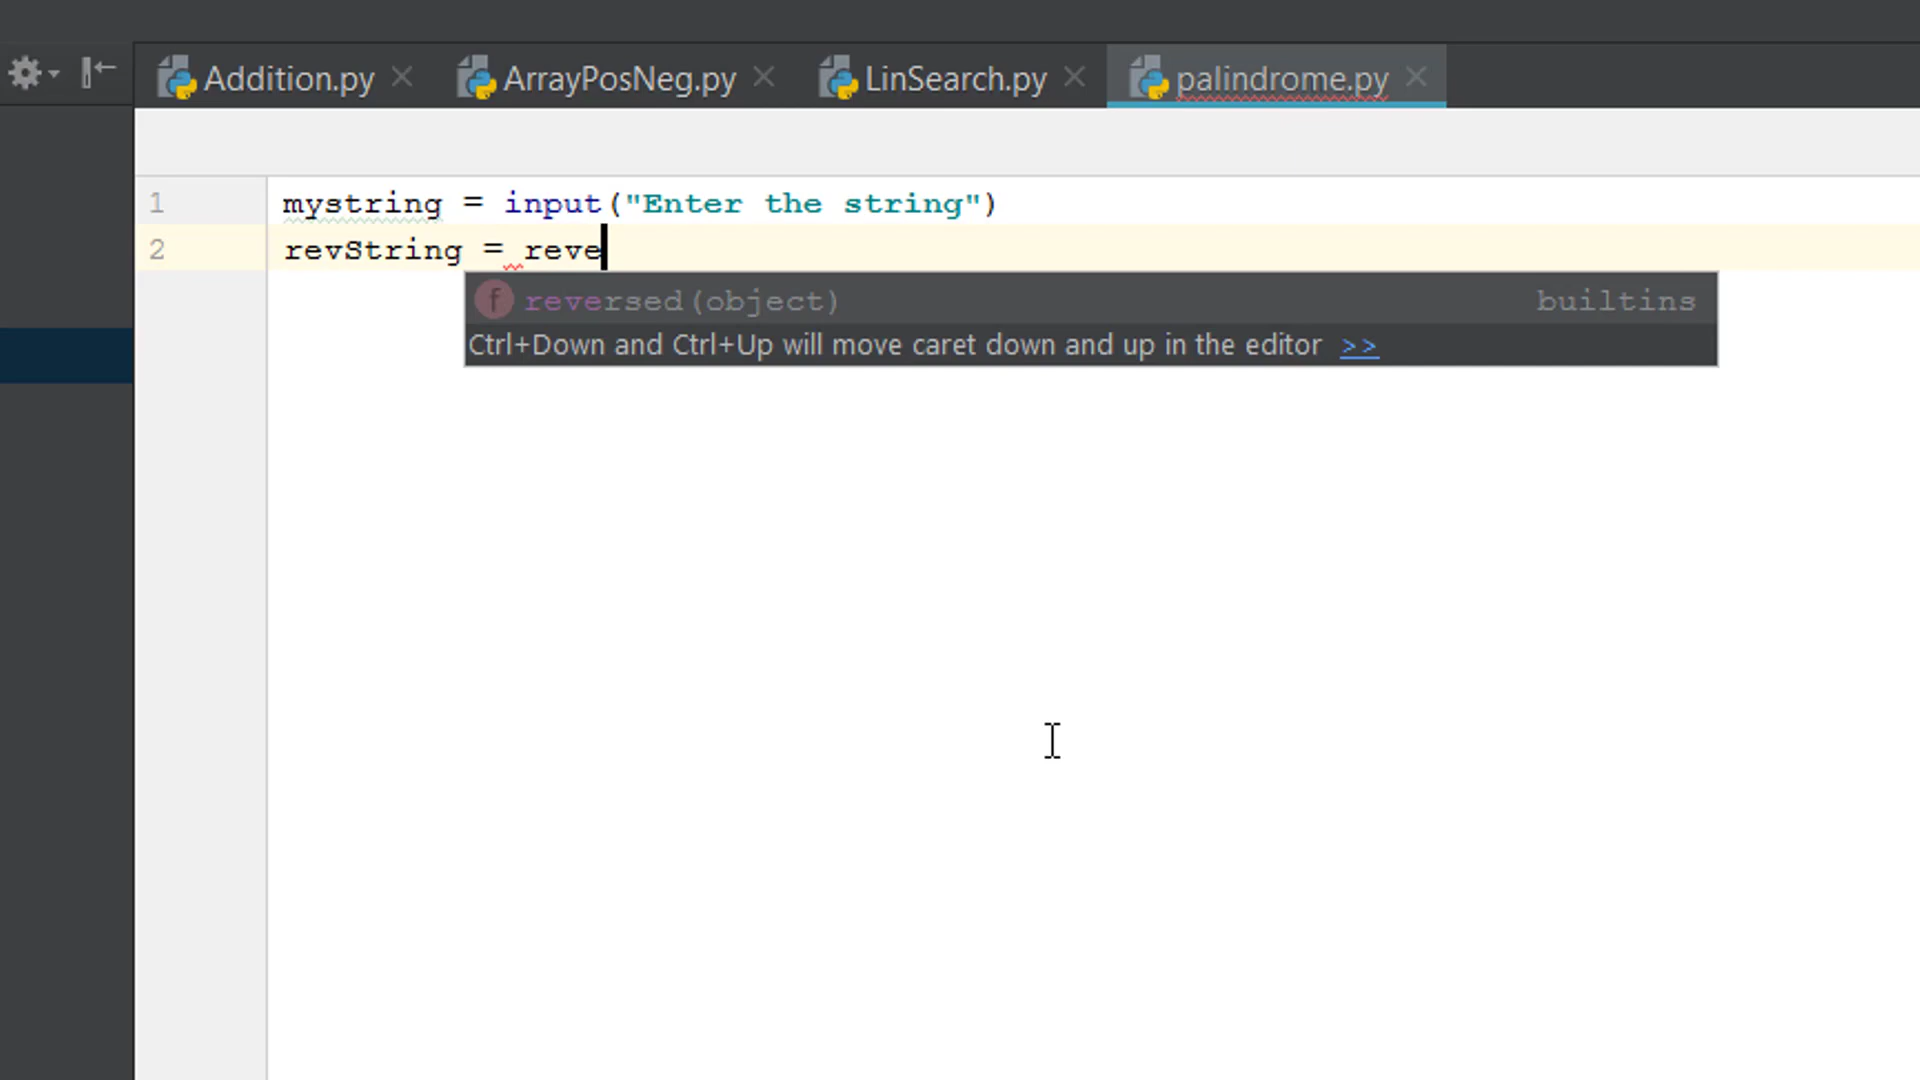 Addition.py
ArrayPosNeg.py
LinSearch.py
palindrome.py
1 mystring = input("Enter the string")
2 revString = reve
f reversed(object) builtins
Ctrl+Down and Ctrl+Up will move caret down and up in the editor >>